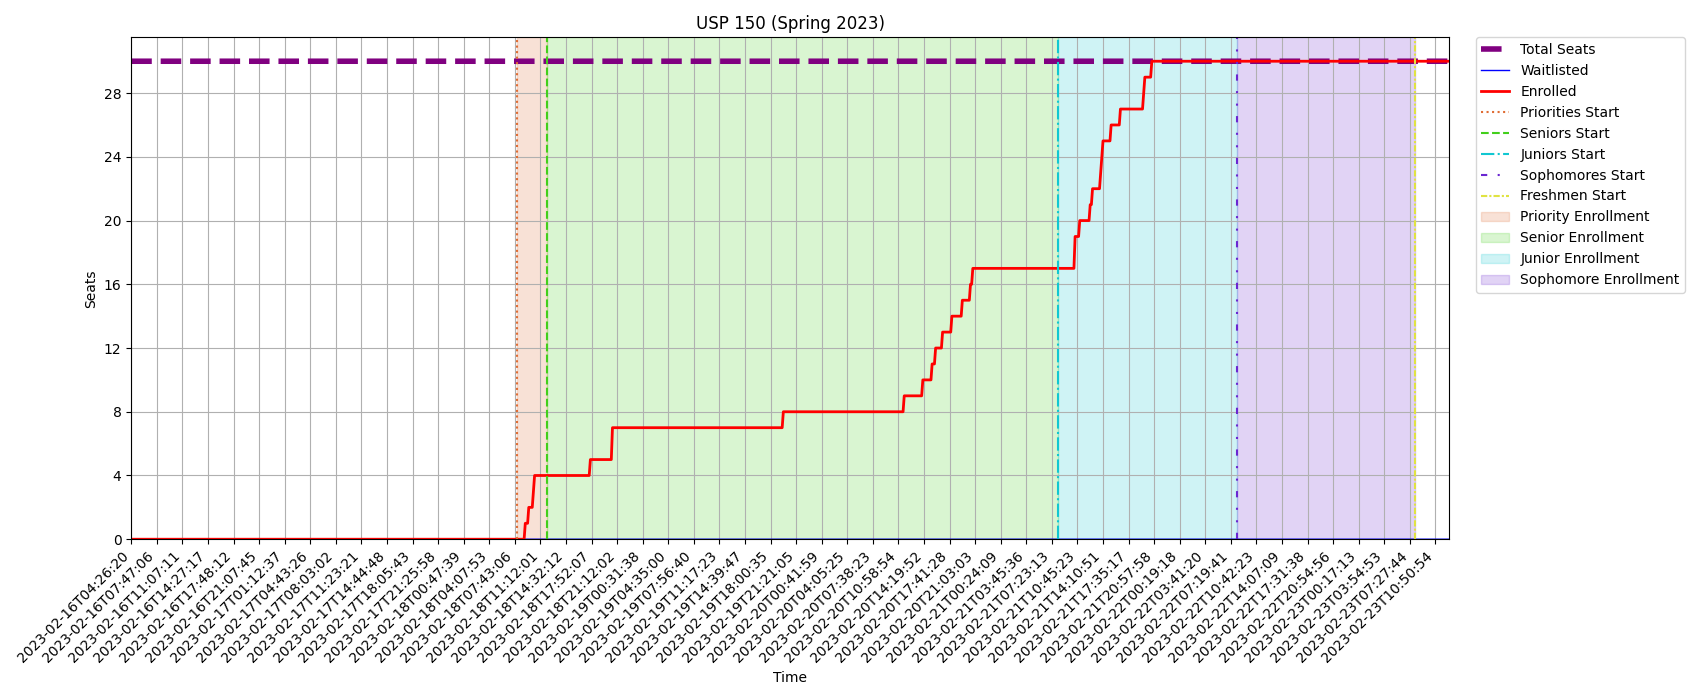 USP 150 (Spring 2023)
Seats
28
24
20
16
12
8
4
0
2023-02-16T04:26:20
2023-02-16T07:47:06
2023-02-16T11:07:11
2023-02-16T14:27:17
2023-02-16T17:48:12
2023-02-16T21:07:45
2023-02-17T01:12:37
2023-02-17T04:43:26
2023-02-17T08:03:02
2023-02-17T11:23:21
2023-02-17T14:44:48
2023-02-17T18:05:43
2023-02-17T21:25:58
2023-02-18T00:47:39
2023-02-18T04:07:53
2023-02-18T07:43:06
2023-02-18T11:12:01
2023-02-18T14:32:12
2023-02-18T17:52:07
2023-02-18T21:12:02
2023-02-19T00:31:38
2023-02-19T04:35:00
2023-02-19T07:56:40
2023-02-19T11:17:23
2023-02-19T14:39:47
2023-02-19T18:00:35
2023-02-19T21:21:05
2023-02-20T00:41:59
2023-02-20T04:05:25
2023-02-20T07:38:23
2023-02-20T10:58:54
2023-02-20T14:19:52
2023-02-20T17:41:28
2023-02-20T21:03:03
2023-02-21T00:24:09
2023-02-21T03:45:36
2023-02-21T07:23:13
2023-02-21T10:45:23
2023-02-21T14:10:51
2023-02-21T17:35:17
2023-02-21T20:57:58
2023-02-22T00:19:18
2023-02-22T03:41:20
2023-02-22T07:19:41
2023-02-22T10:42:23
2023-02-22T14:07:09
2023-02-22T17:31:38
2023-02-22T20:54:56
2023-02-23T00:17:13
2023-02-23T03:54:53
2023-02-23T07:27:44
2023-02-23T10:50:54
Time
Total Seats
Waitlisted
Enrolled
Priorities Start
Seniors Start
Juniors Start
Sophomores Start
Freshmen Start
Priority Enrollment
Senior Enrollment
Junior Enrollment
Sophomore Enrollment